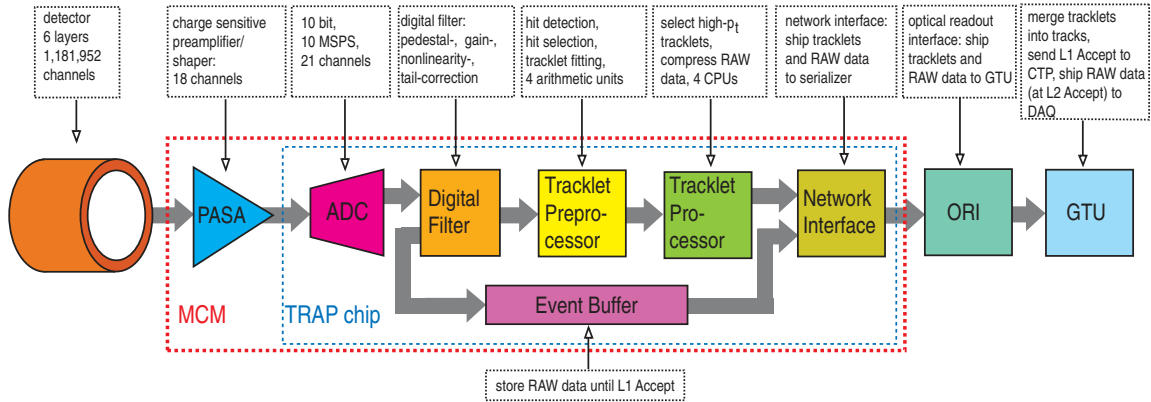 detector
6 layers
1,181,952
channels
charge sensitive
preamplifier/
shaper:
18 channels
10 bit,
10 MSPS,
21 channels
digital filter:
pedestal-, gain-,
nonlinearity-,
tail-correction
hit detection,
hit selection,
tracklet fitting,
4 arithmetic units
select high-pt
tracklets,
compress RAW
data, 4 CPUs
network interface:
ship tracklets
and RAW data
to serializer
optical readout
interface: ship
tracklets and
RAW data to GTU
merge tracklets
into tracks,
send L1 Accept to
CTP, ship RAW data
(at L2 Accept) to
DAQ
PASA
ADC
Digital
Filter
Tracklet
Prepro-
cessor
Tracklet
Pro-
cessor
Network
Interface
ORI
GTU
MCM
TRAP chip
Event Buffer
store RAW data until L1 Accept